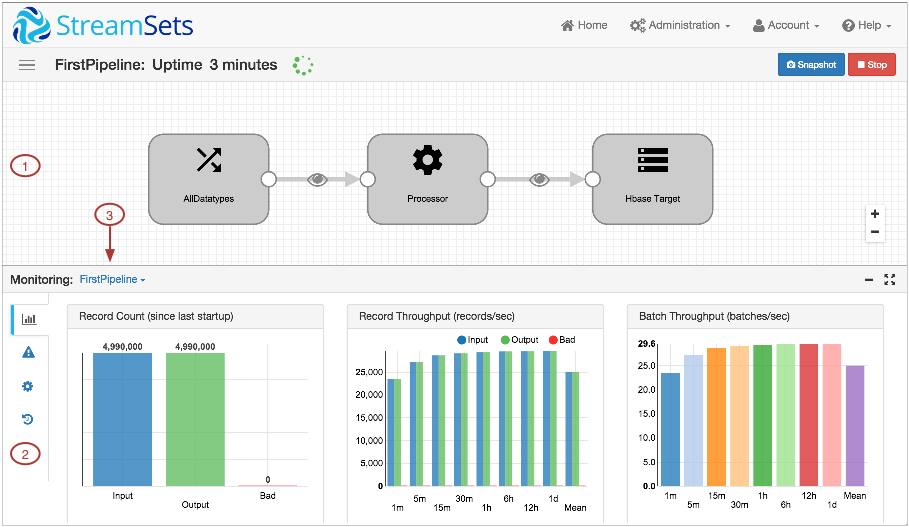 StreamSets
Home Administration Account Help
FirstPipeline: Uptime 3 minutes
Snapshot Stop
1
AllDatatypes Processor Hbase Target
3
+
−
Monitoring: FirstPipeline
2
Record Count (since last startup)
4,990,000 4,990,000
0
Input Output Bad
Record Throughput (records/sec)
Input Output Bad
25,000
20,000
15,000
10,000
5,000
0
1m 5m 15m 30m 1h 6h 12h 1d Mean
Batch Throughput (batches/sec)
29.6
25.0
20.0
15.0
10.0
25.0
0.0
1m 5m 15m 30m 1h 6h 12h 1d Mean